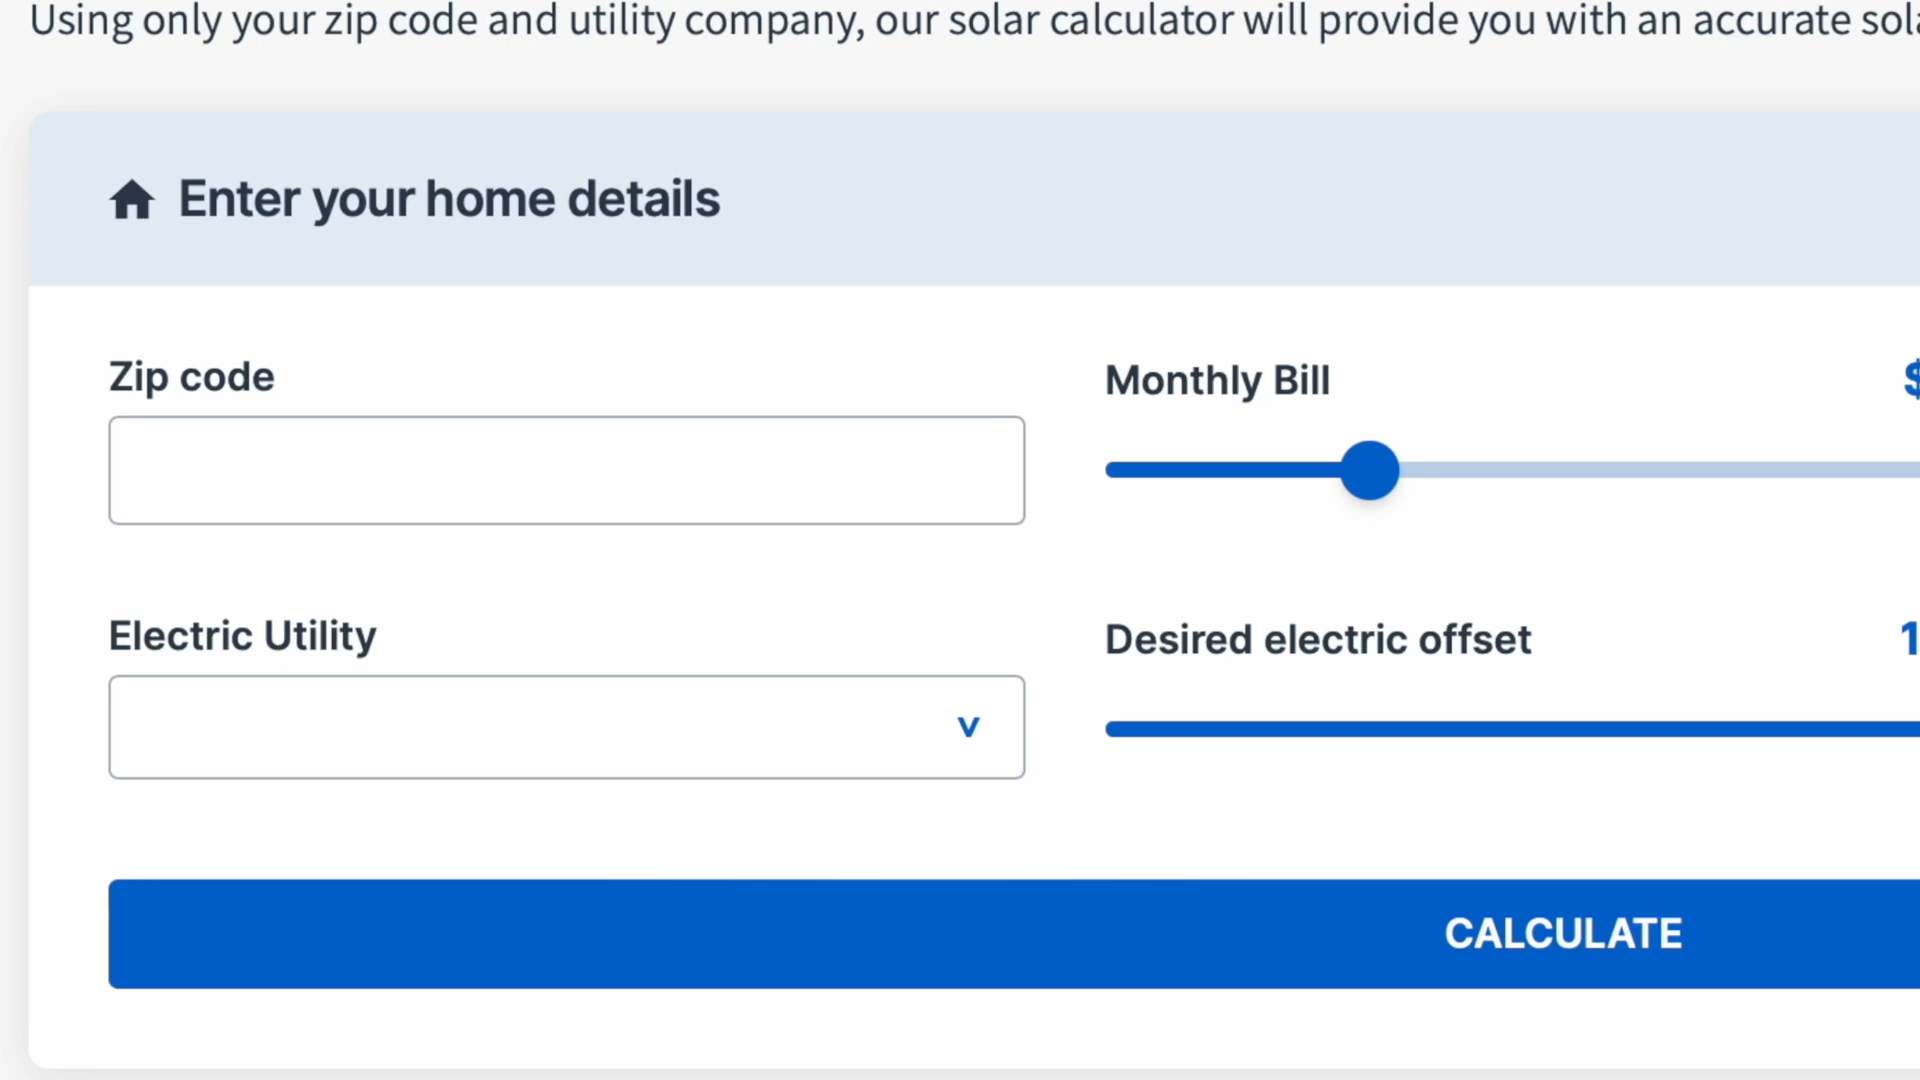 Using only your zip code and utility company, our solar calculator will provide you with an accurate
Enter your home details
Zip code
Monthly Bill
$
Electric Utility
Desired electric offset
1
CALCULATE